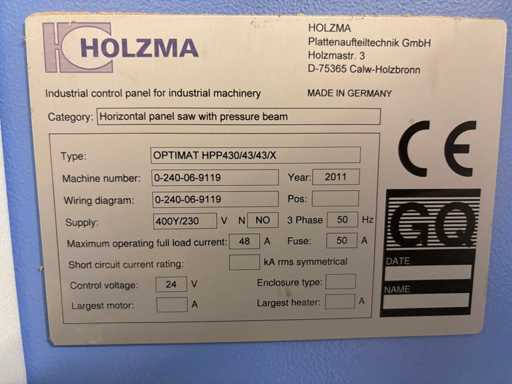 HOLZMA
HOLZMA
Plattenaufteiltechnik GmbH
Holzmastr. 3
D-75365 Calw-Holzbronn
Industrial control panel for industrial machinery MADE IN GERMANY
Category: Horizontal panel saw with pressure beam
CE
Type: OPTIMAT HPP430/43/43/X
Machine number: 0-240-06-9119 Year: 2011
Wiring diagram: 0-240-06-9119 Pos:
Supply: 400Y/230 V N NO 3 Phase 50 Hz
Maximum operating full load current: 48 A Fuse: 50 A
Short circuit current rating: kA rms symmetrical
Control voltage: 24 V Enclosure type:
Largest motor: A Largest heater: A
GQ
DATE
NAME